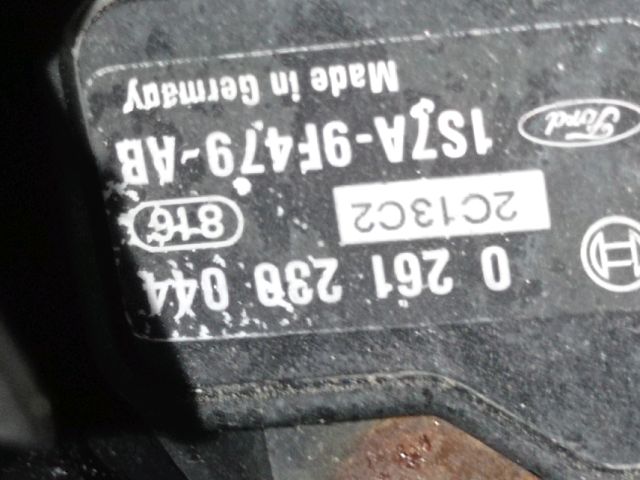 0 261 230 044
2C13C2 816
Ford 1S7A-9F479-AB
Made in Germany